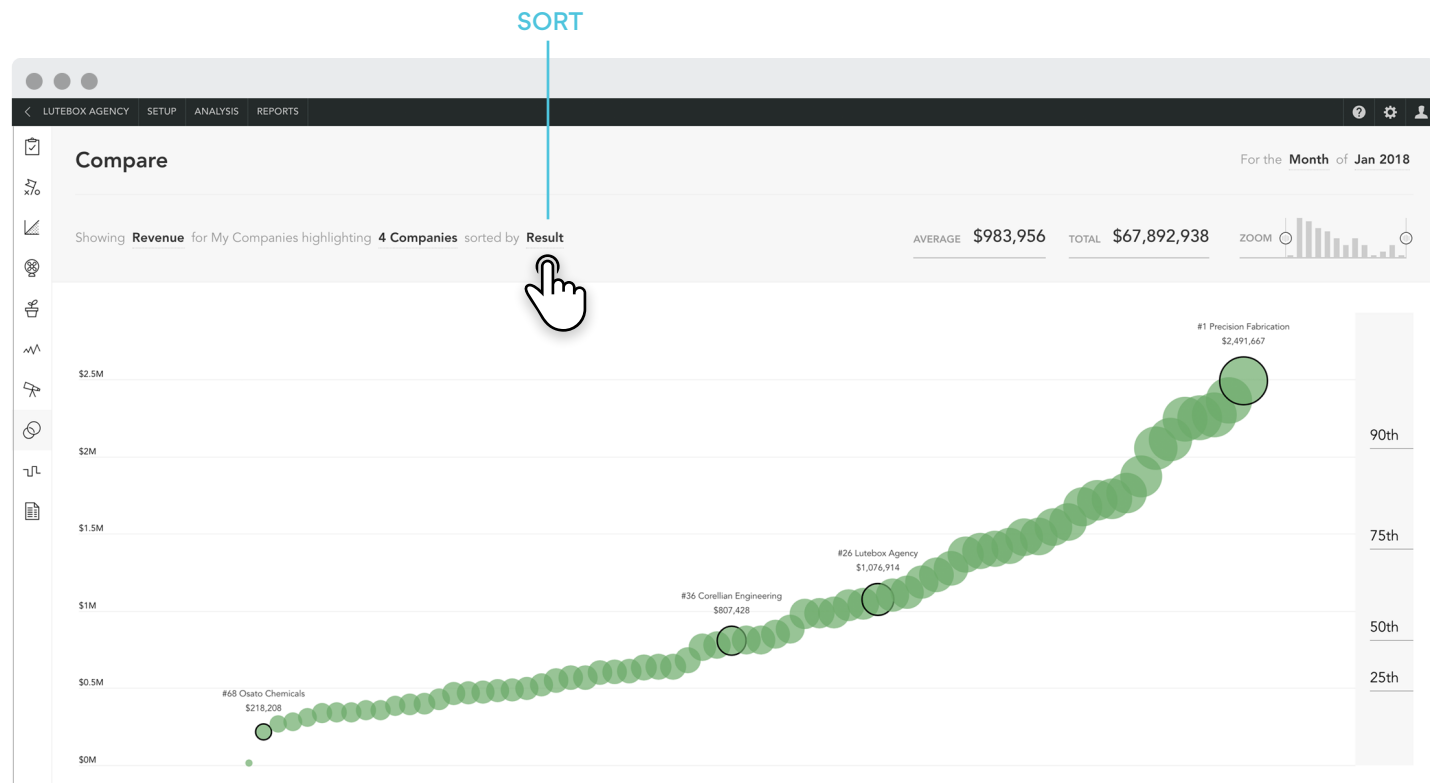 SORT
LUTEBOX AGENCY SETUP ANALYSIS REPORTS
Compare
For the Month of Jan 2018
Showing Revenue for My Companies highlighting 4 Companies sorted by Result
AVERAGE $983,956 TOTAL $67,892,938 ZOOM
#1 Precision Fabrication
$2,491,667
$2.5M
90th
$2M
$1.5M
75th
#26 Lutebox Agency
$1,076,914
#36 Corellian Engineering
$807,428
$1M
50th
25th
$0.5M
#68 Osato Chemicals
$218,208
$0M